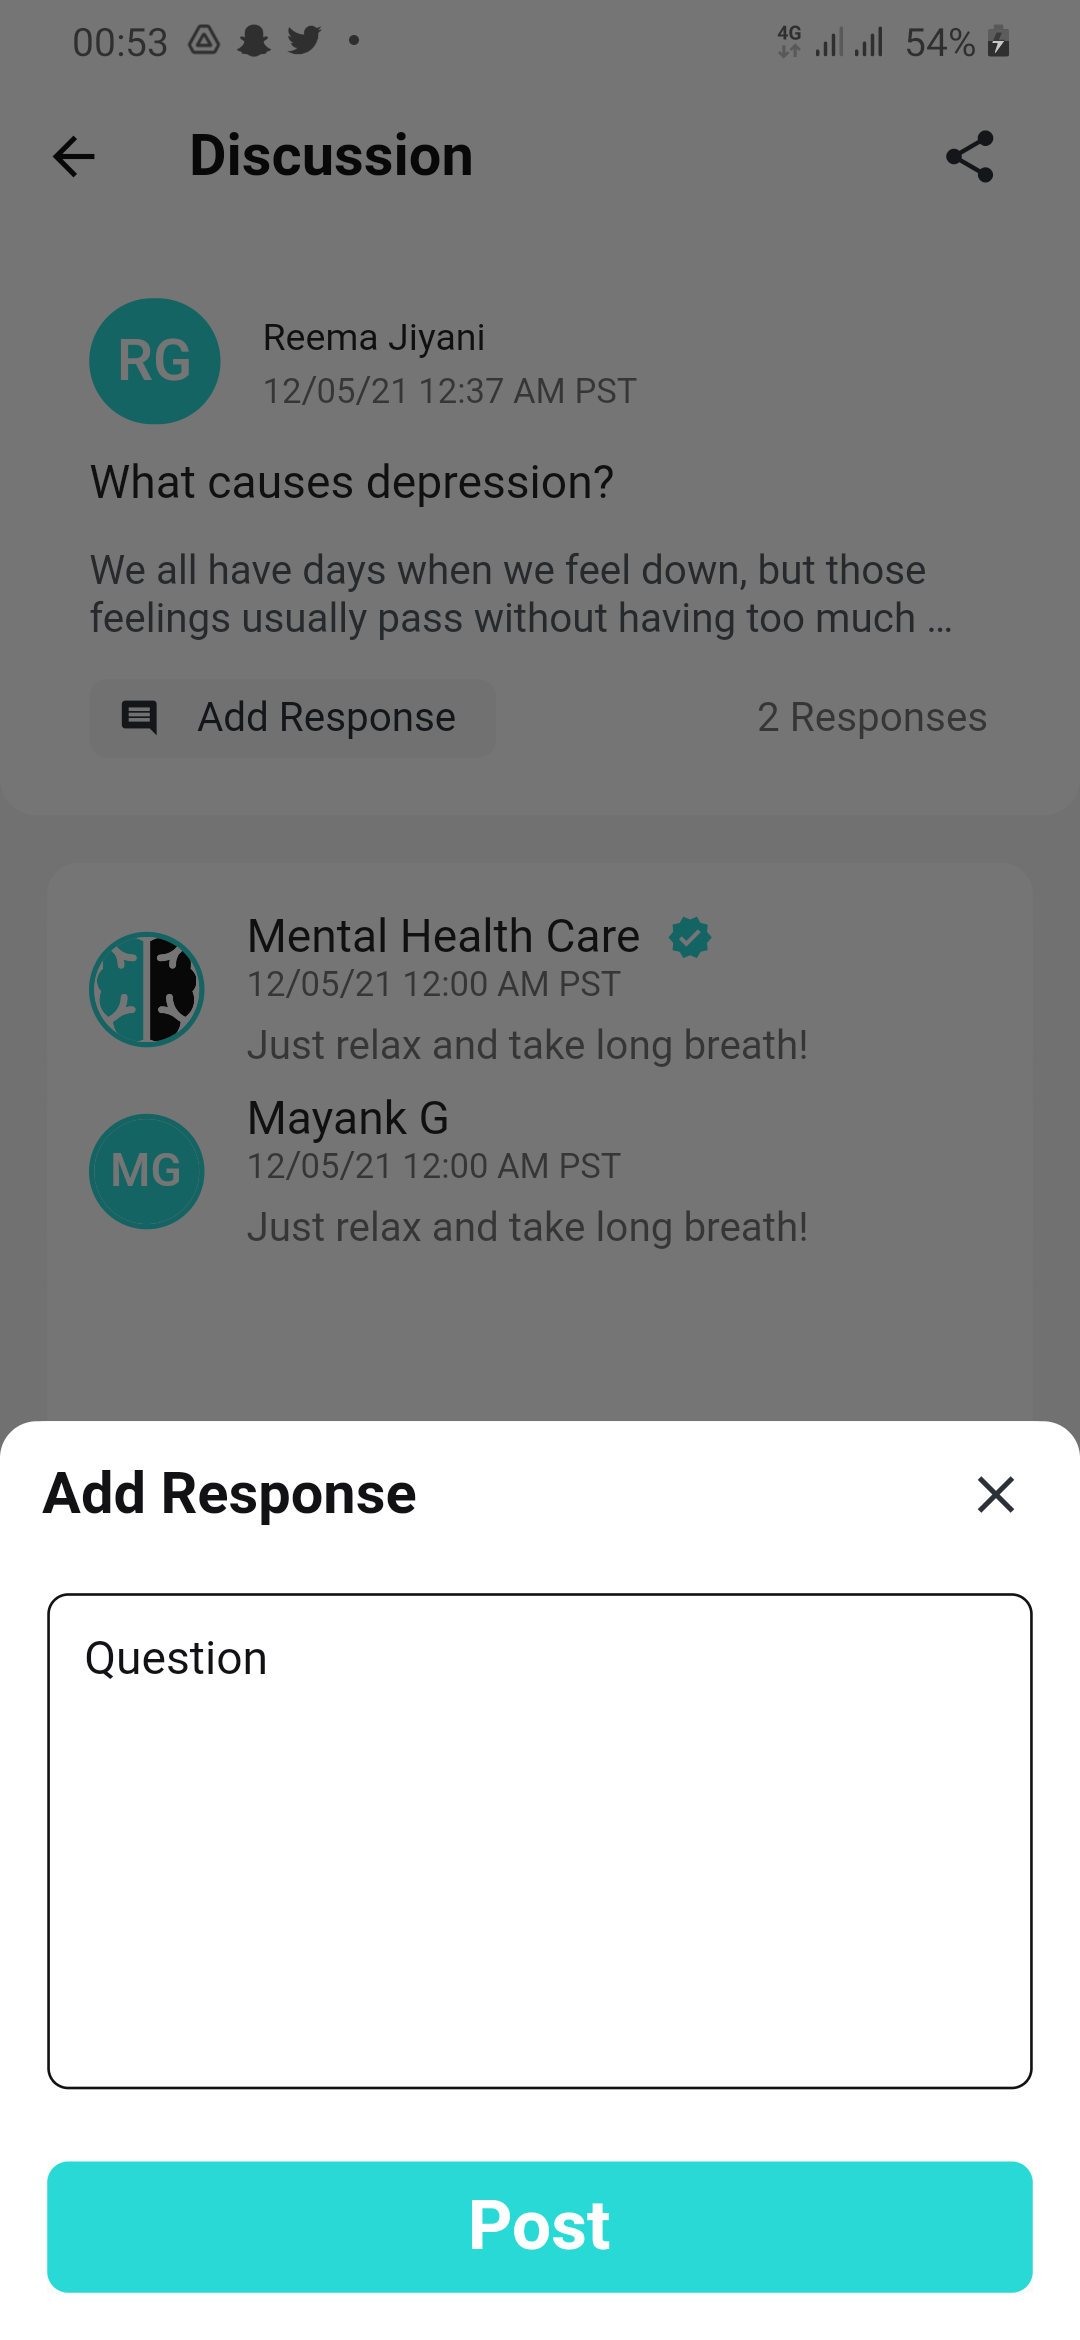 00:53
4G
54%
Discussion
RG
Reema Jiyani
12/05/21 12:37 AM PST
What causes depression?
We all have days when we feel down, but those
feelings usually pass without having too much ...
Add Response
2 Responses
Mental Health Care
12/05/21 12:00 AM PST
Just relax and take long breath!
MG
Mayank G
12/05/21 12:00 AM PST
Just relax and take long breath!
Add Response
Question
Post